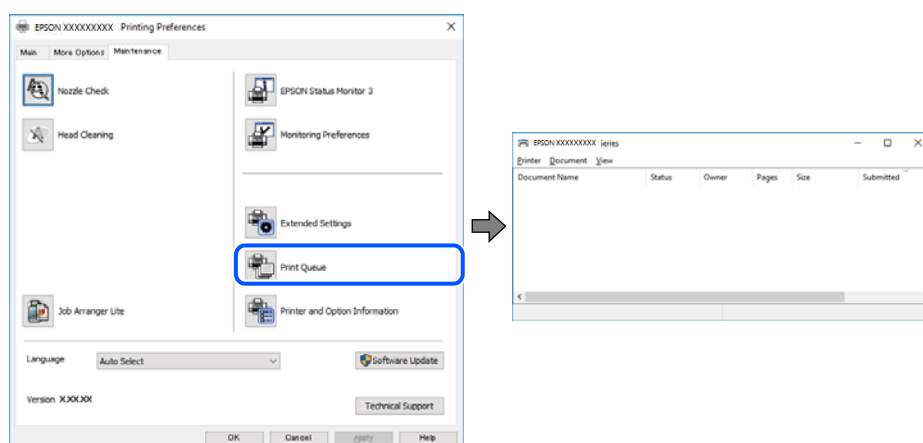 EPSON XXXXXXXXX Printing Preferences
Main More Options Maintenance
Nozzle Check
Head Cleaning
Job Arranger Lite
EPSON Status Monitor 3
Monitoring Preferences
Extended Settings
Print Queue
Printer and Option Information
Language Auto Select
Software Update
Version X.XX.XX
Technical Support
OK Cancel Apply Help
EPSON XXXXXXXXX ieries
Printer Document View
Document Name Status Owner Pages Size Submitted